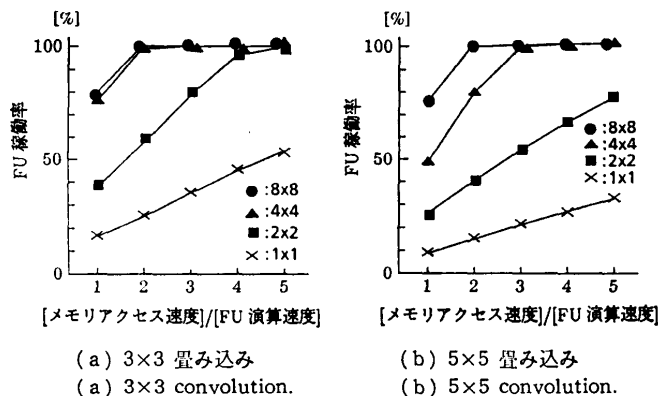 [%]
100
50
0
FU 稼働率
●:8x8
▲:4x4
■:2x2
×:1x1
1 2 3 4 5
[メモリアクセス速度]/[FU 演算速度]
(a) 3×3 畳み込み
(a) 3×3 convolution.
[%]
100
50
0
FU 稼働率
●:8x8
▲:4x4
■:2x2
×:1x1
1 2 3 4 5
[メモリアクセス速度]/[FU 演算速度]
(b) 5×5 畳み込み
(b) 5×5 convolution.